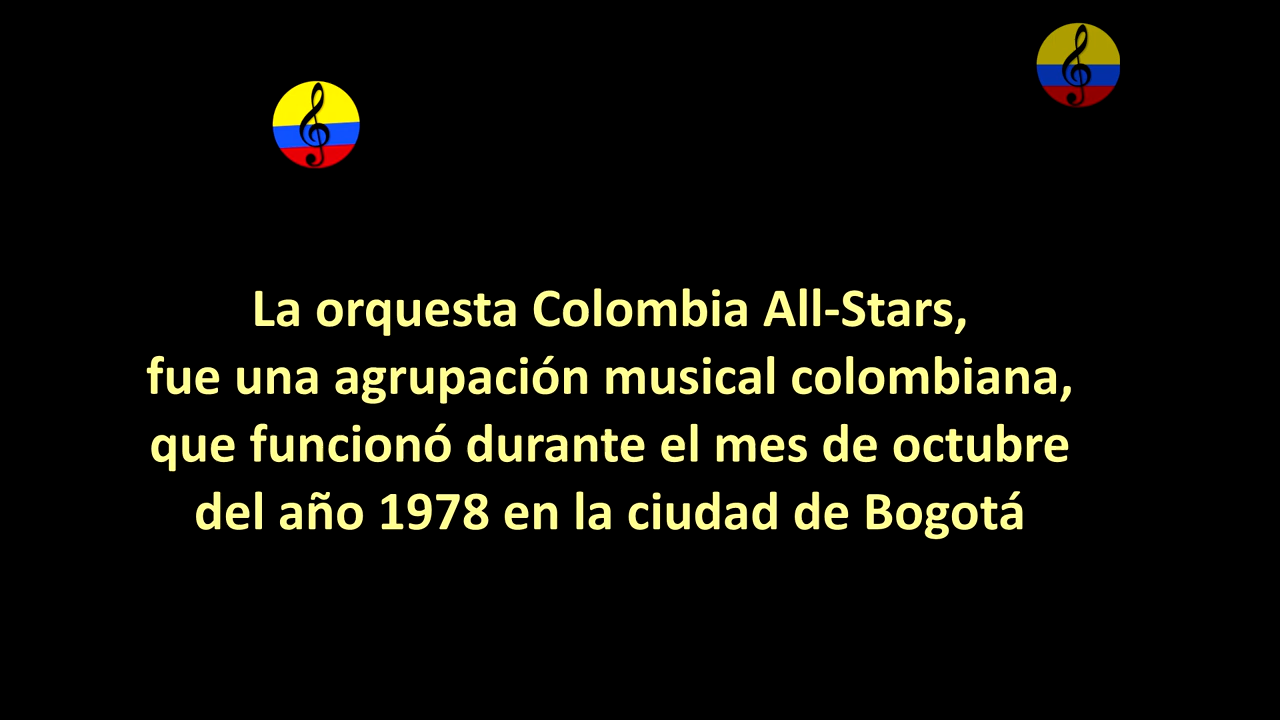 La orquesta Colombia All-Stars,
fue una agrupación musical colombiana,
que funcionó durante el mes de octubre
del año 1978 en la ciudad de Bogotá